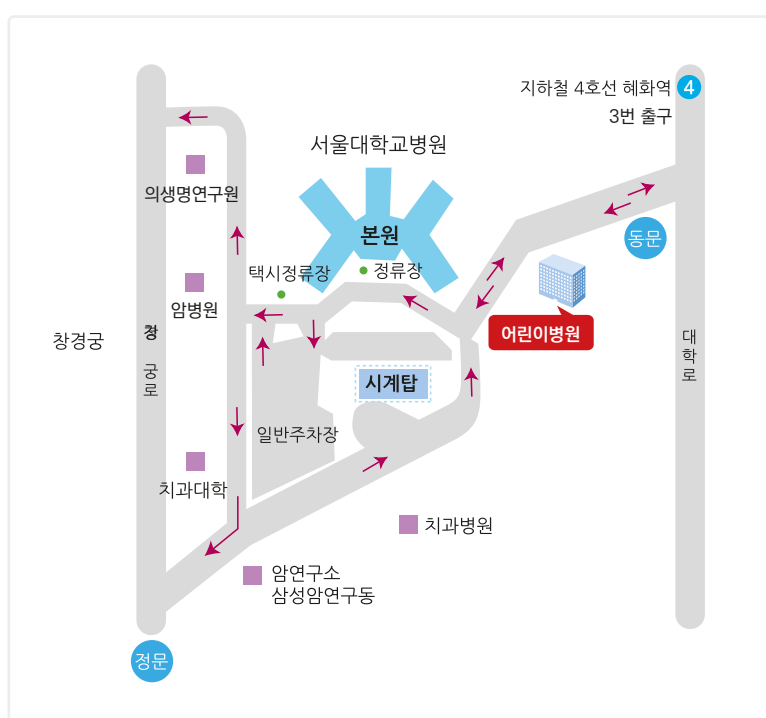 지하철 4호선 혜화역 4
3번 출구
서울대학교병원
의생명연구원
본원
동문
택시정류장
정류장
암병원
어린이병원
창경궁
궁
로
대
학
로
시계탑
일반주차장
치과대학
치과병원
암연구소
삼성암연구동
정문